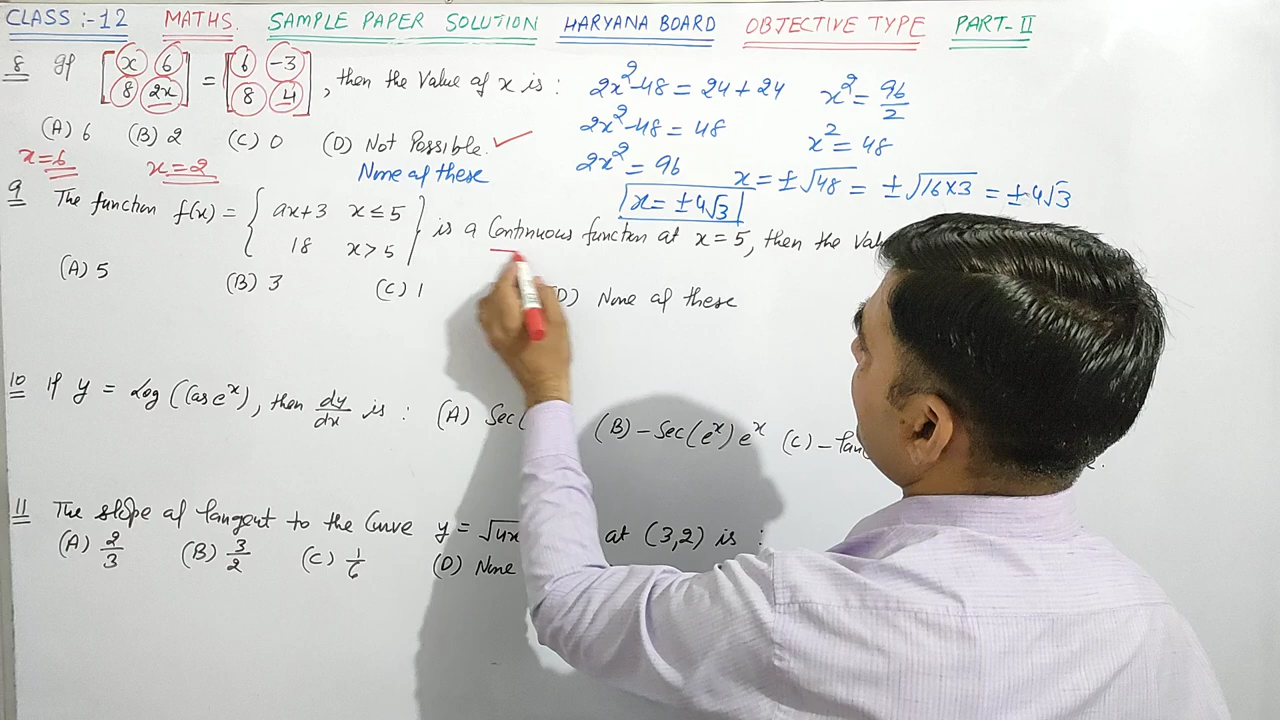 CLASS :- 12 MATHS. SAMPLE PAPER SOLUTION HARYANA BOARD OBJECTIVE TYPE PART-II
8 If [x 6 8 2x] = [6 -3 8 4], then the Value of x is :
(A) 6 (B) 2 (C) 0 (D) Not Possible. ✓
x=6 x=2 None of these
2x²-48 = 24+24
2x²-48 = 48
2x² = 96
x² = 96/2
x² = 48
x = ±√48 = ±√16×3 = ±4√3
x = ±4√3
9 The function f(x) = { ax+3 x≤5 18 x>5 } is a Continuous function at x=5, then the
(A) 5 (B) 3 (C) 1 (D) None of these
10 If y = Log(Cos eˣ), then dy/dx is : (A) Sec( (B) -Sec(eˣ)eˣ (C) -
11 The slope of tangent to the Curve y = √4x at (3,2) is :
(A) 2/3 (B) 3/2 (C) 1/6 (D) None